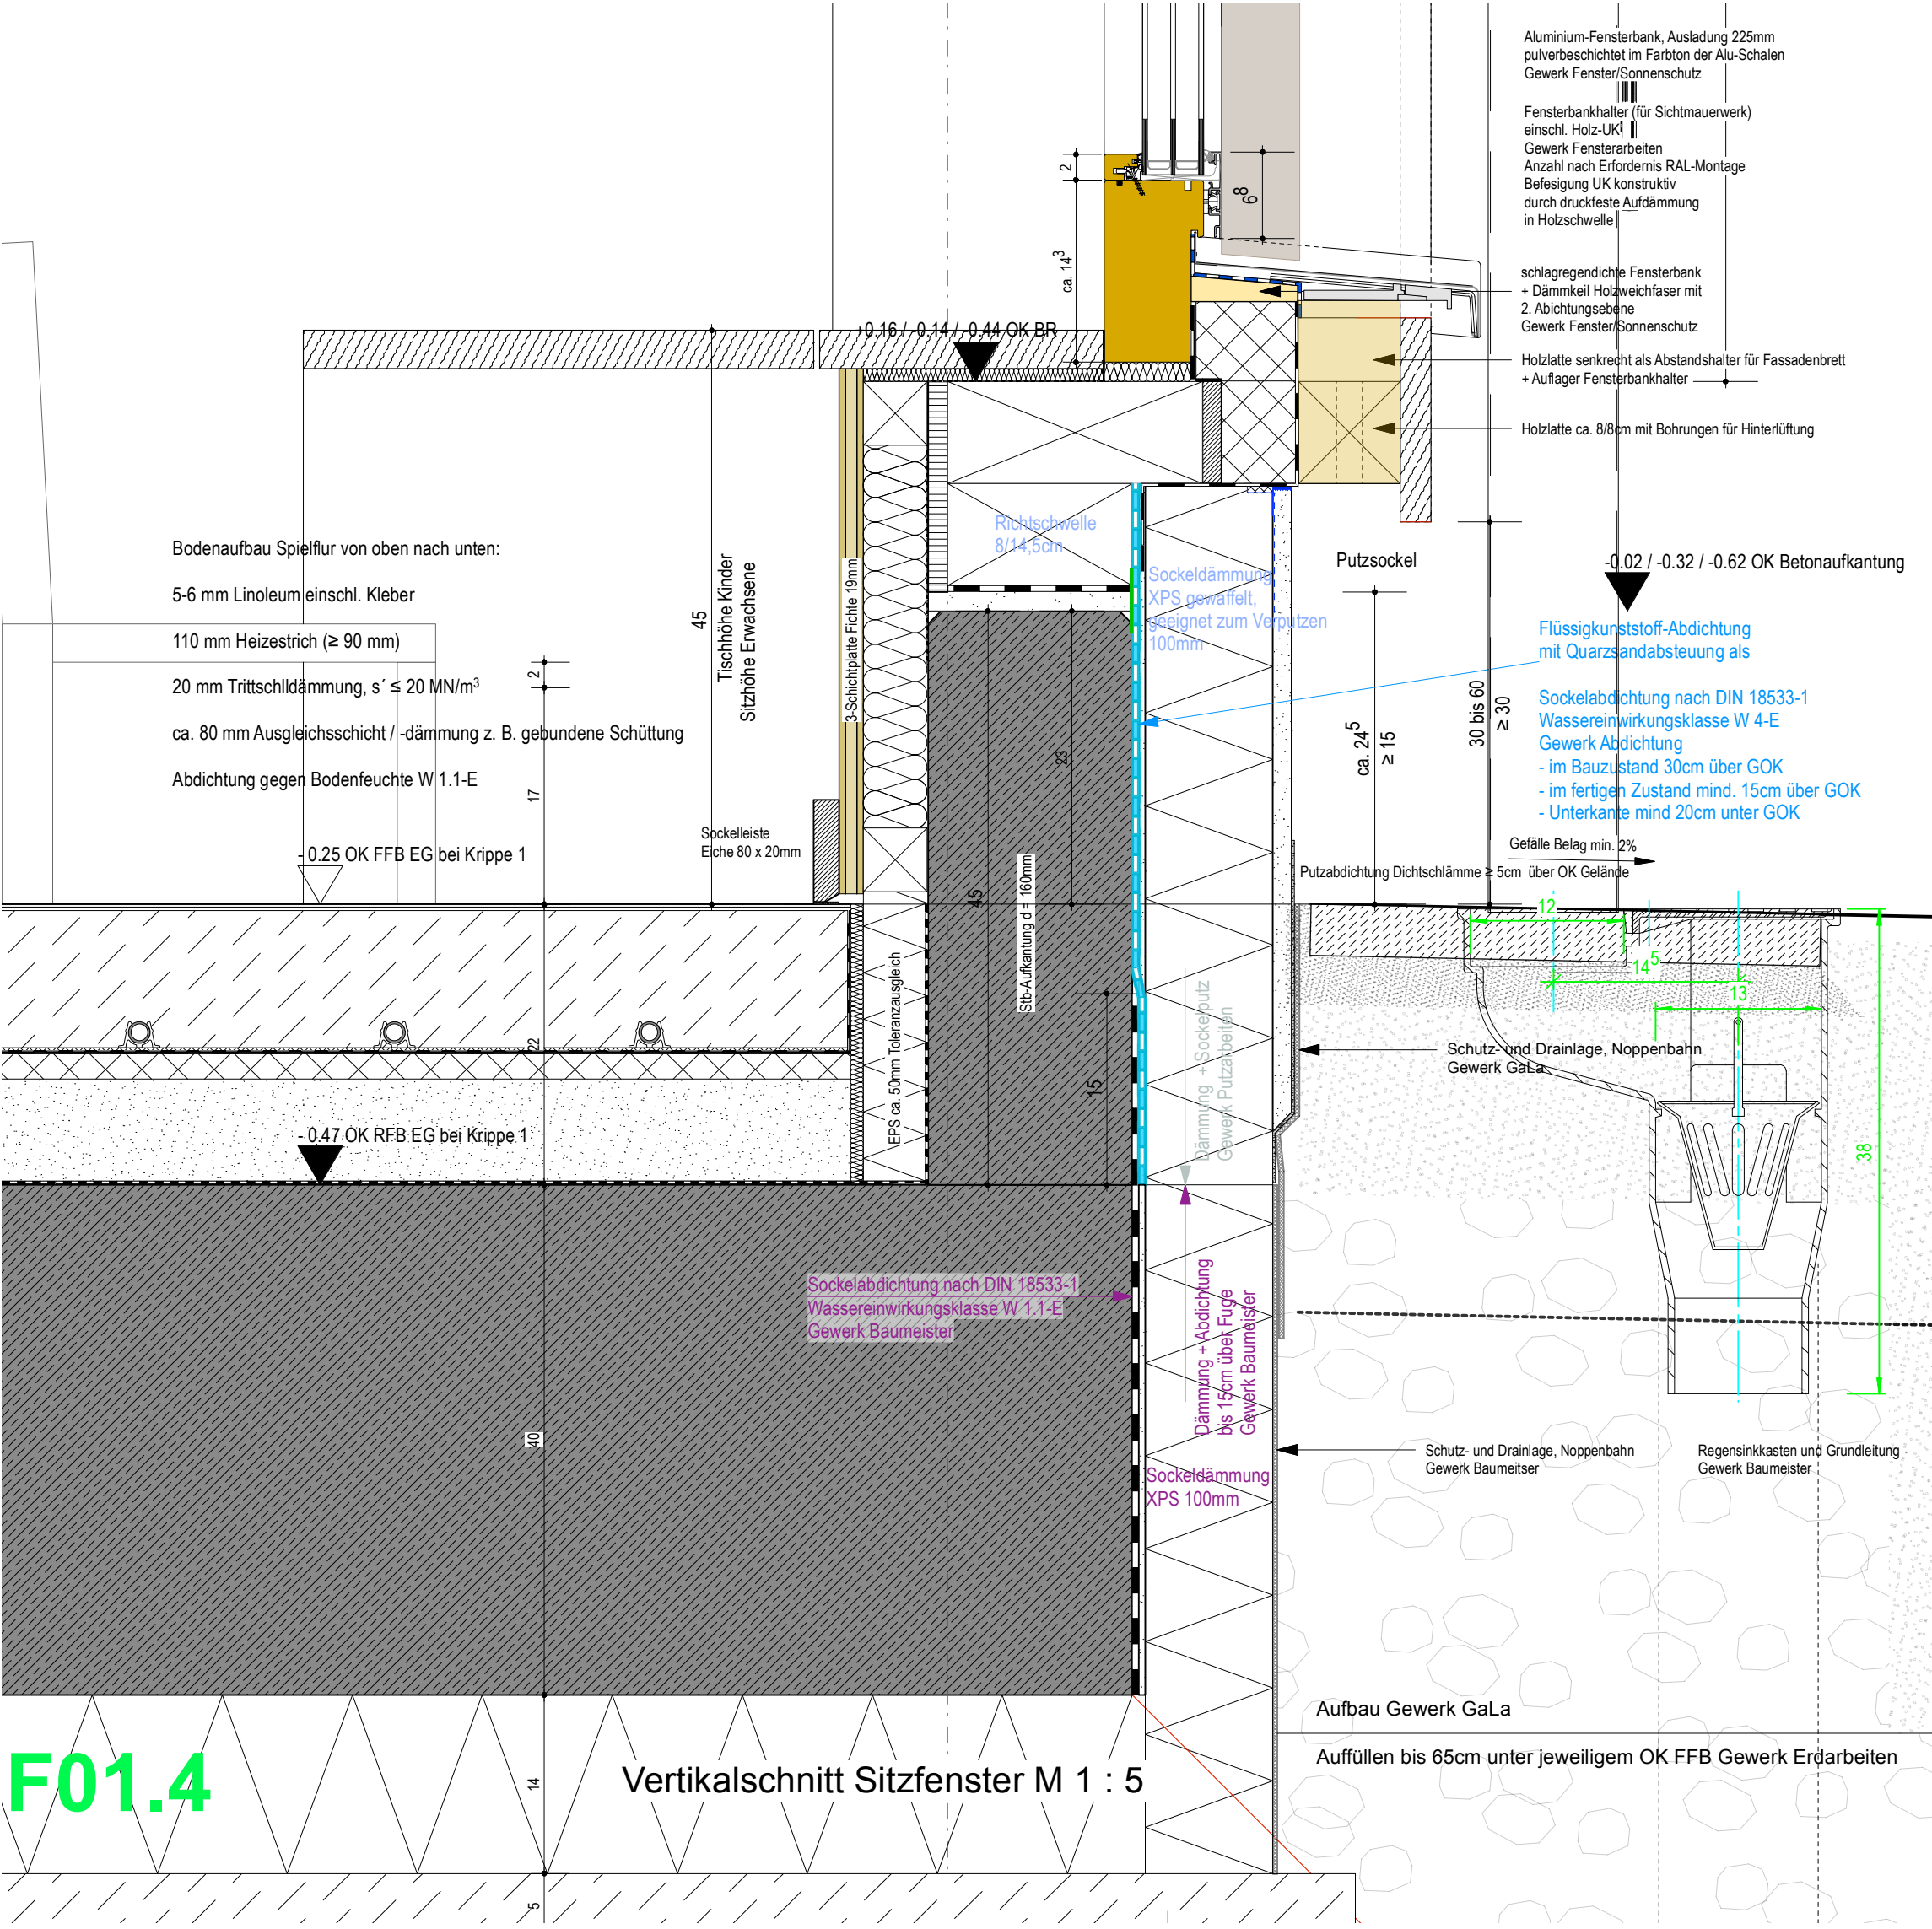 Aluminium-Fensterbank, Ausladung 225mm
pulverbeschichtet im Farbton der Alu-Schalen
Gewerk Fenster/Sonnenschutz
Fensterbankhalter (für Sichtmauerwerk)
einschl. Holz-UK
Gewerk Fensterarbeiten
Anzahl nach Erfordernis RAL-Montage
Befesigung UK konstruktiv
durch druckfeste Aufdämmung
in Holzschwelle
2
6⁸
ca. 14³
schlagregendichte Fensterbank
+ Dämmkeil Holzweichfaser mit
2. Abichtungsebene
Gewerk Fenster/Sonnenschutz
+0.16 / -0.14 / -0.44 OK BR
Holzlatte senkrecht als Abstandshalter für Fassadenbrett
+ Auflager Fensterbankhalter
Holzlatte ca. 8/8cm mit Bohrungen für Hinterlüftung
Bodenaufbau Spielflur von oben nach unten:
5-6 mm Linoleum einschl. Kleber
110 mm Heizestrich (≥ 90 mm)
20 mm Trittschlldämmung, s´ ≤ 20 MN/m³
ca. 80 mm Ausgleichsschicht / -dämmung z. B. gebundene Schüttung
Abdichtung gegen Bodenfeuchte W 1.1-E
2
17
45
Tischhöhe Kinder
Sitzhöhe Erwachsene
3-Schichtplatte Fichte 19mm
Richtschwelle
8/14,5cm
Sockeldämmung
XPS gewaffelt,
geeignet zum Verputzen
100mm
Putzsockel
-0.02 / -0.32 / -0.62 OK Betonaufkantung
Flüssigkunststoff-Abdichtung
mit Quarzsandabsteuung als
Sockelabdichtung nach DIN 18533-1
Wassereinwirkungsklasse W 4-E
Gewerk Abdichtung
- im Bauzustand 30cm über GOK
- im fertigen Zustand mind. 15cm über GOK
- Unterkante mind 20cm unter GOK
ca. 24⁵
≥ 15
30 bis 60
≥ 30
23
Sockelleiste
Eiche 80 x 20mm
- 0.25 OK FFB EG bei Krippe 1
Gefälle Belag min. 2%
Putzabdichtung Dichtschlämme ≥ 5cm über OK Gelände
45
Stb-Aufkantung d = 160mm
EPS ca. 50mm Toleranzausgleich
12
14⁵
13
38
22
15
Dämmung +Sockelputz
Gewerk Putzarbeiten
Schutz- und Drainlage, Noppenbahn
Gewerk GaLa
- 0.47 OK RFB EG bei Krippe 1
Sockelabdichtung nach DIN 18533-1
Wassereinwirkungsklasse W 1.1-E
Gewerk Baumeister
Dämmung +Abdichtung
bis 15cm über Fuge
Gewerk Baumeister
40
Sockeldämmung
XPS 100mm
Schutz- und Drainlage, Noppenbahn
Gewerk Baumeitser
Regensinkkasten und Grundleitung
Gewerk Baumeister
Aufbau Gewerk GaLa
Auffüllen bis 65cm unter jeweiligem OK FFB Gewerk Erdarbeiten
F01.4
14
Vertikalschnitt Sitzfenster M 1 : 5
5